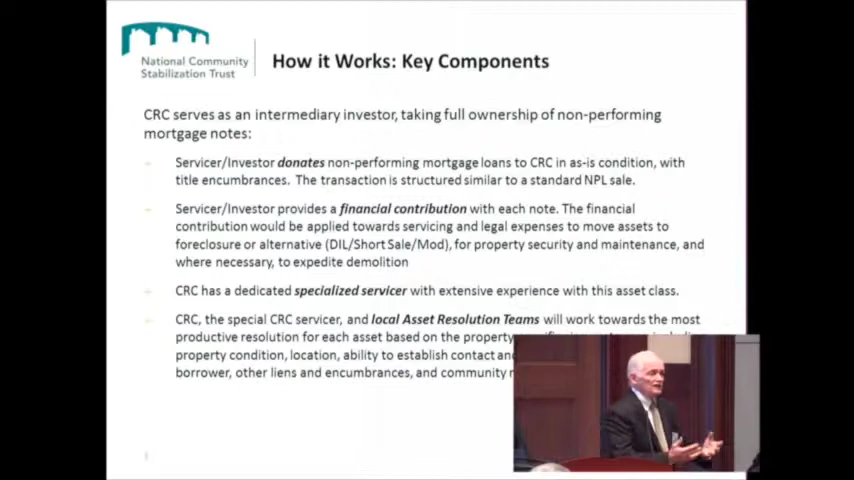 National Community
Stabilization Trust
How it Works: Key Components
CRC serves as an intermediary investor, taking full ownership of non-performing
mortgage notes:
Servicer/Investor donates non-performing mortgage loans to CRC in as-is condition, with
title encumbrances. The transaction is structured similar to a standard NPL sale.
Servicer/Investor provides a financial contribution with each note. The financial
contribution would be applied towards servicing and legal expenses to move assets to
foreclosure or alternative (DIL/Short Sale/Mod), for property security and maintenance, and
where necessary, to expedite demolition
CRC has a dedicated specialized servicer with extensive experience with this asset class.
CRC, the special CRC servicer, and local Asset Resolution Teams will work towards the most
productive resolution for each asset based on the property
property condition, location, ability to establish contact and
borrower, other liens and encumbrances, and community